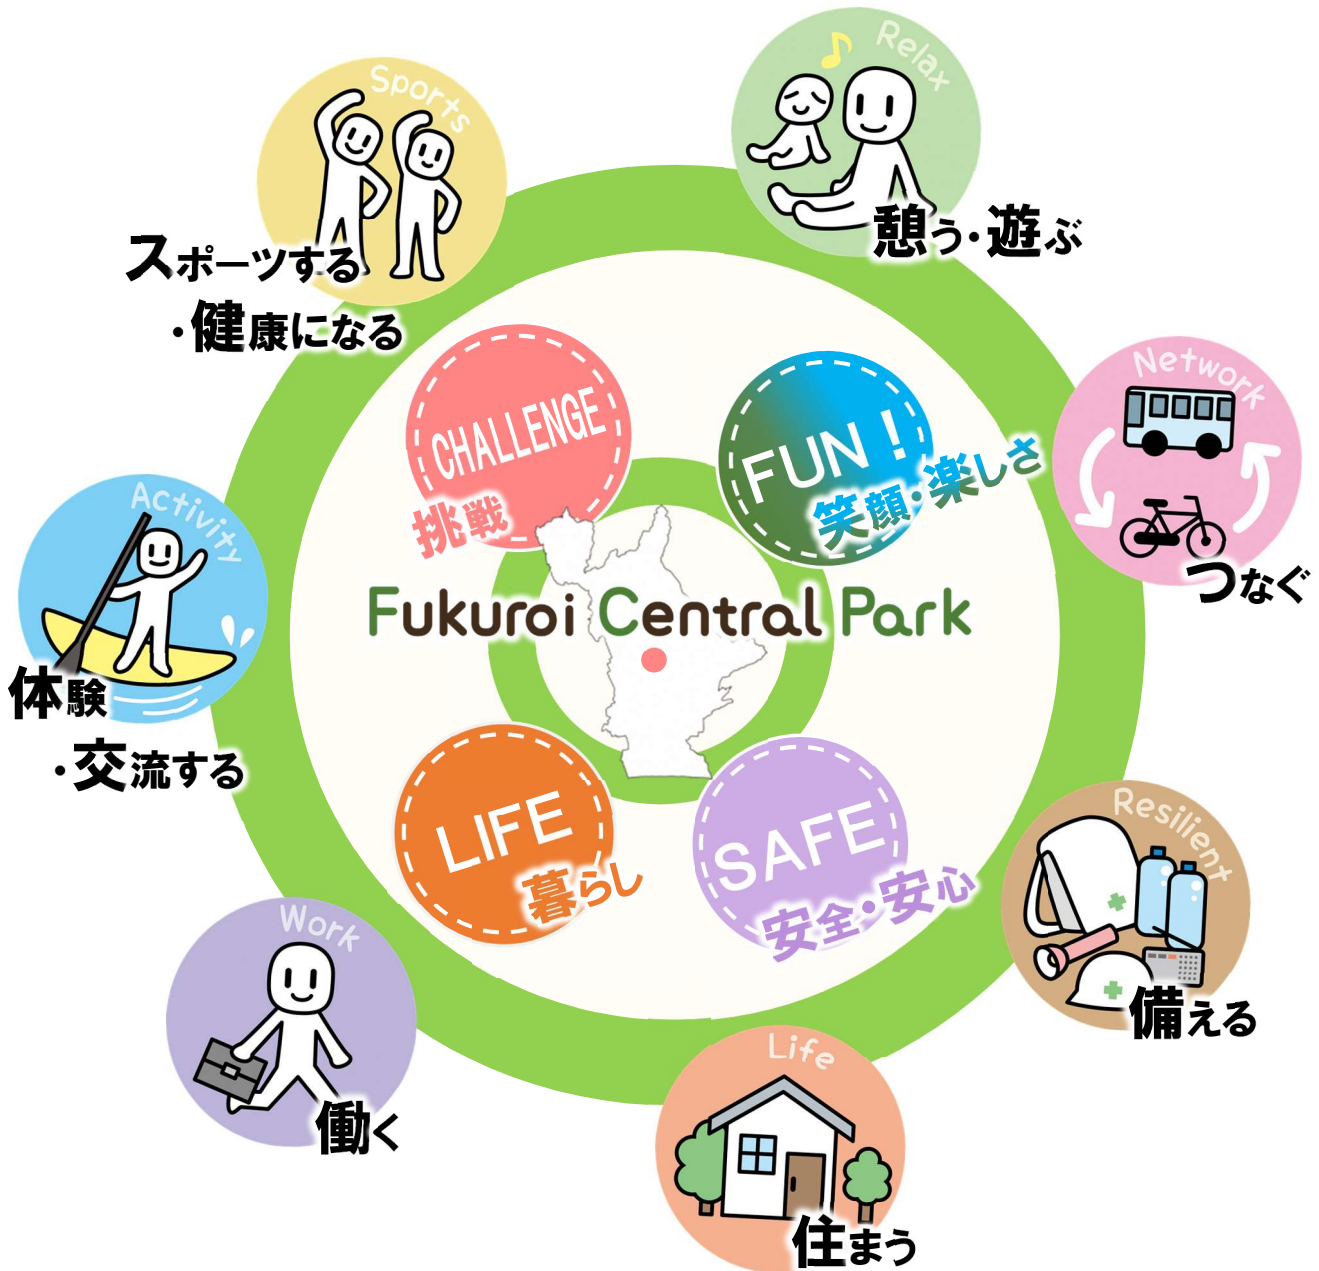 Sports
スポーツする
・健康になる
Relax
憩う・遊ぶ
Network
つなぐ
CHALLENGE
挑戦
FUN！
笑顔・楽しさ
Activity
体験
・交流する
Fukuroi Central Park
LIFE
暮らし
SAFE
安全・安心
Resilient
備える
Work
働く
Life
住まう